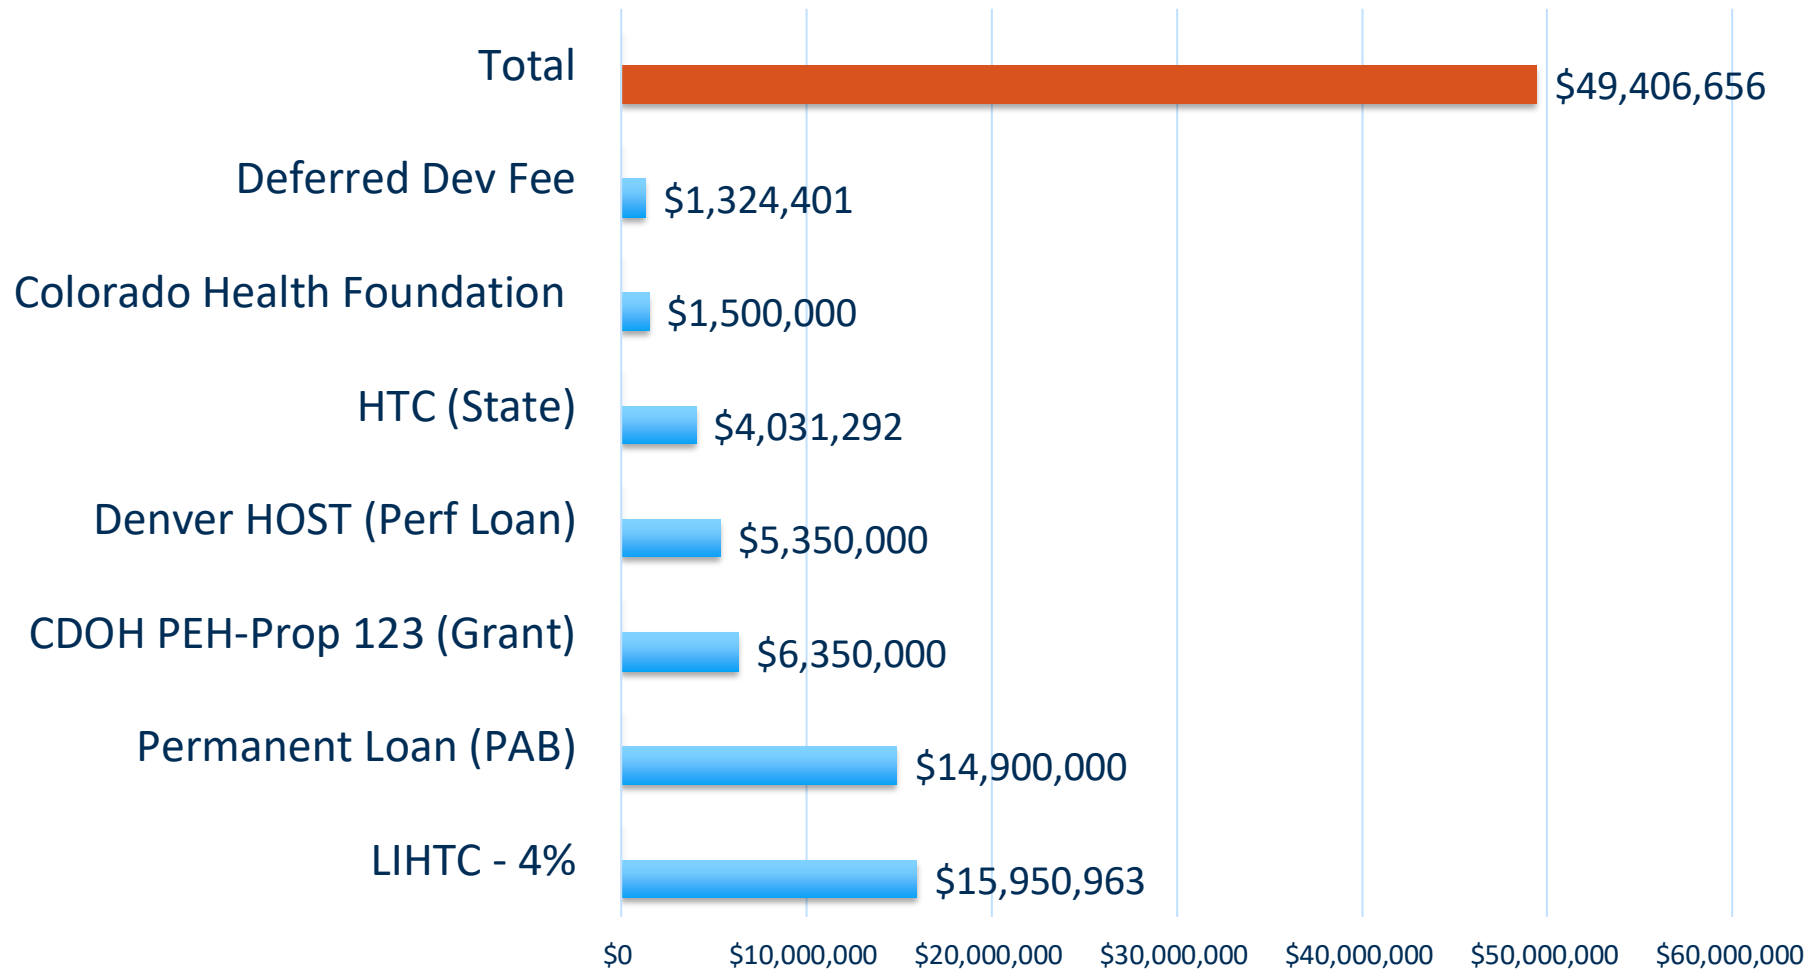 Total
$49,406,656
Deferred Dev Fee
$1,324,401
Colorado Health Foundation
$1,500,000
HTC (State)
$4,031,292
Denver HOST (Perf Loan)
$5,350,000
CDOH PEH-Prop 123 (Grant)
$6,350,000
Permanent Loan (PAB)
$14,900,000
LIHTC - 4%
$15,950,963
$0 $10,000,000 $20,000,000 $30,000,000 $40,000,000 $50,000,000 $60,000,000